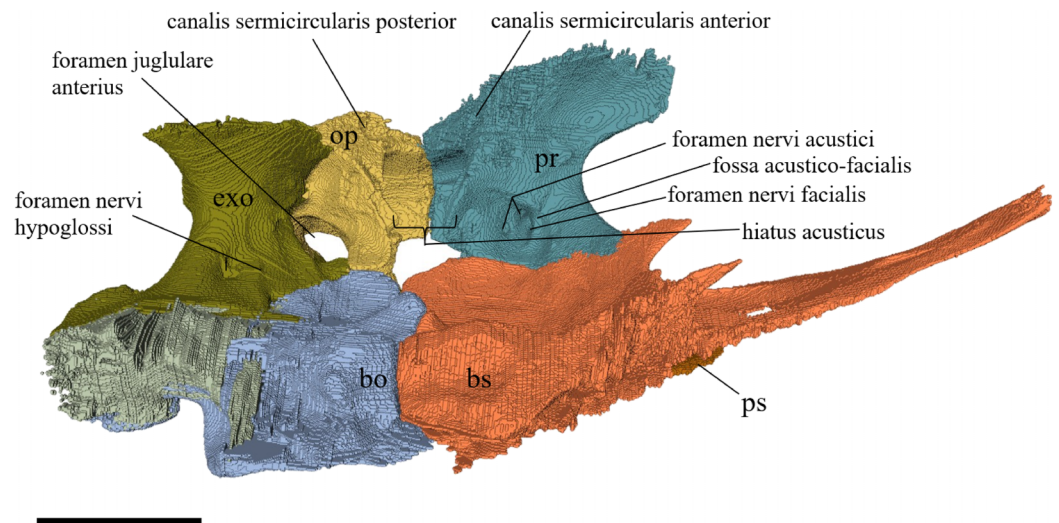 canalis sermicircularis posterior
canalis sermicircularis anterior
foramen juglulare
anterius
op
pr
foramen nervi acustici
fossa acustico-facialis
foramen nervi facialis
exo
foramen nervi
hypoglossi
hiatus acusticus
bo
bs
ps